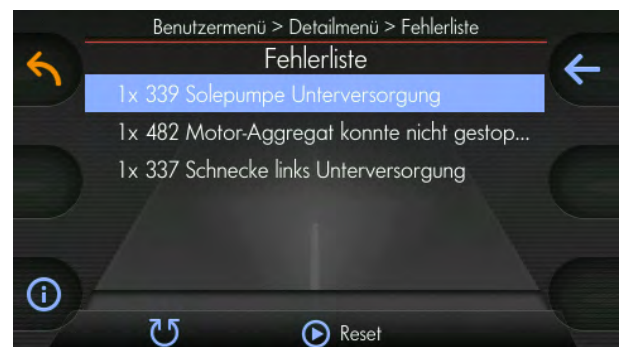 Benutzermenü > Detailmenü > Fehlerliste
Fehlerliste
1x 339 Solepumpe Unterversorgung
1x 482 Motor-Aggregat konnte nicht gestop...
1x 337 Schnecke links Unterversorgung
Reset